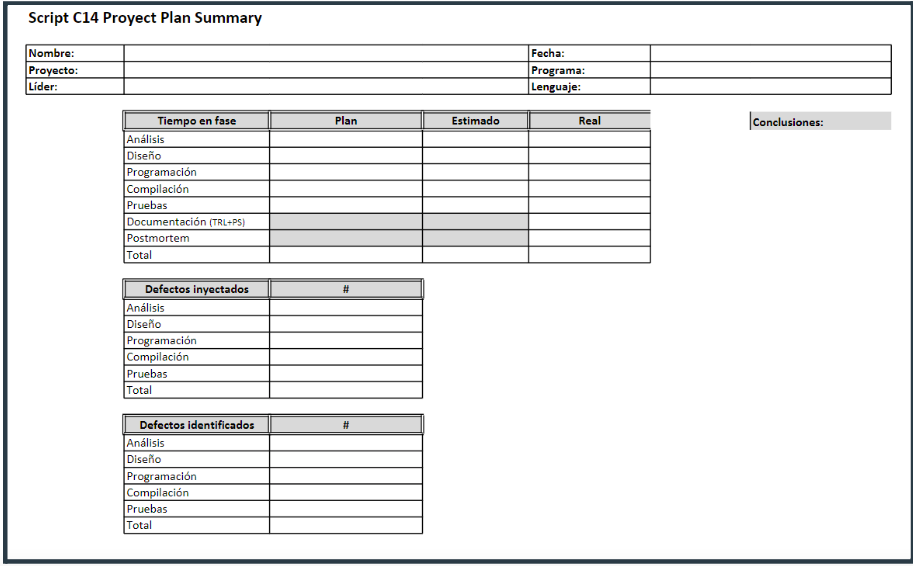 Script C14 Proyect Plan Summary
Nombre: Fecha:
Proyecto: Programa:
Líder: Lenguaje:
Tiempo en fase Plan Estimado Real Conclusiones:
Análisis
Diseño
Programación
Compilación
Pruebas
Documentación (TRL+PS)
Postmortem
Total
Defectos inyectados #
Análisis
Diseño
Programación
Compilación
Pruebas
Total
Defectos identificados #
Análisis
Diseño
Programación
Compilación
Pruebas
Total